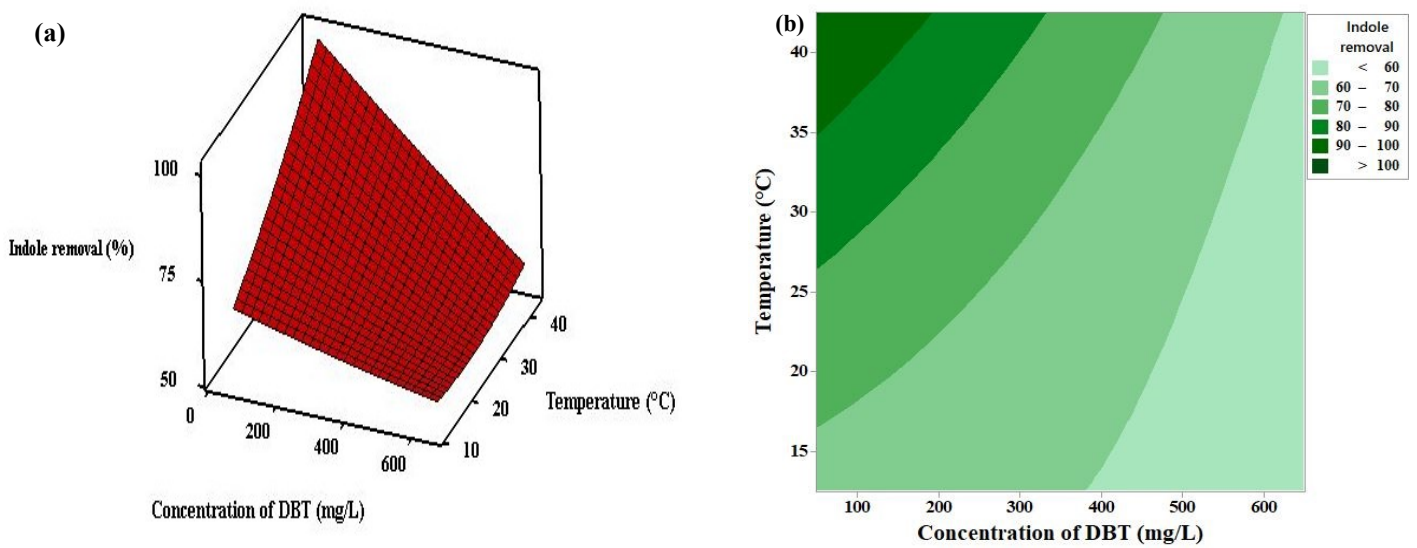 (a)
100
75
50
Indole removal (%)
0
200
400
600
10
20
30
40
Temperature (°C)
Concentration of DBT (mg/L)
(b)
40
35
30
25
20
15
Temperature (°C)
100
200
300
400
500
600
Concentration of DBT (mg/L)
Indole
removal
< 60
60 – 70
70 – 80
80 – 90
90 – 100
> 100